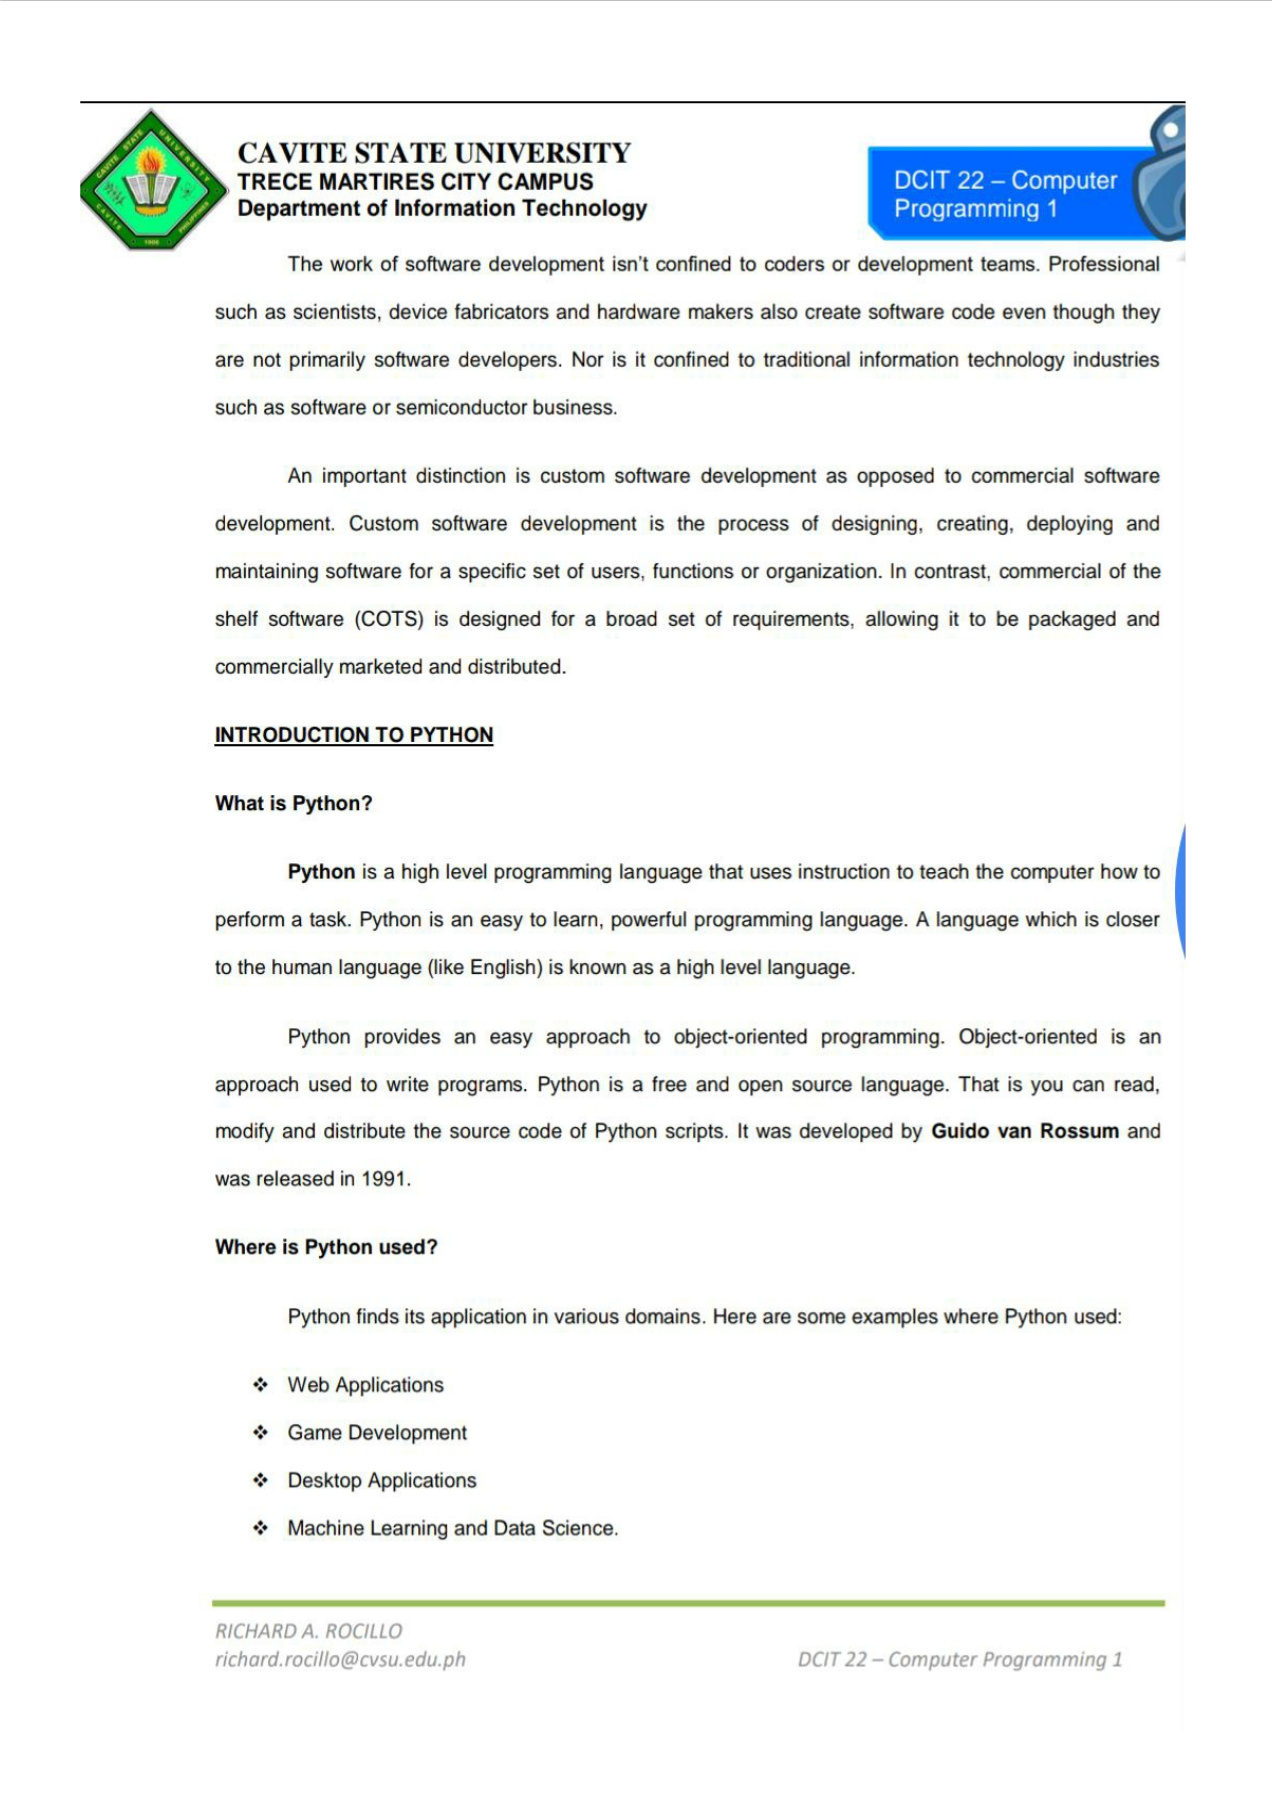 CAVITE STATE UNIVERSITY
TRECE MARTIRES CITY CAMPUS
Department of Information Technology
DCIT 22 – Computer
Programming 1
CAVITE STATE UNIVERSITY
CAVITE
PHILIPPINES
1906
The work of software development isn't confined to coders or development teams. Professional
such as scientists, device fabricators and hardware makers also create software code even though they
are not primarily software developers. Nor is it confined to traditional information technology industries
such as software or semiconductor business.
An important distinction is custom software development as opposed to commercial software
development. Custom software development is the process of designing, creating, deploying and
maintaining software for a specific set of users, functions or organization. In contrast, commercial of the
shelf software (COTS) is designed for a broad set of requirements, allowing it to be packaged and
commercially marketed and distributed.
INTRODUCTION TO PYTHON
What is Python?
Python is a high level programming language that uses instruction to teach the computer how to
perform a task. Python is an easy to learn, powerful programming language. A language which is closer
to the human language (like English) is known as a high level language.
Python provides an easy approach to object-oriented programming. Object-oriented is an
approach used to write programs. Python is a free and open source language. That is you can read,
modify and distribute the source code of Python scripts. It was developed by Guido van Rossum and
was released in 1991.
Where is Python used?
Python finds its application in various domains. Here are some examples where Python used:
❖ Web Applications
❖ Game Development
❖ Desktop Applications
❖ Machine Learning and Data Science.
RICHARD A. ROCILLO
richard.rocillo@cvsu.edu.ph
DCIT 22 – Computer Programming 1